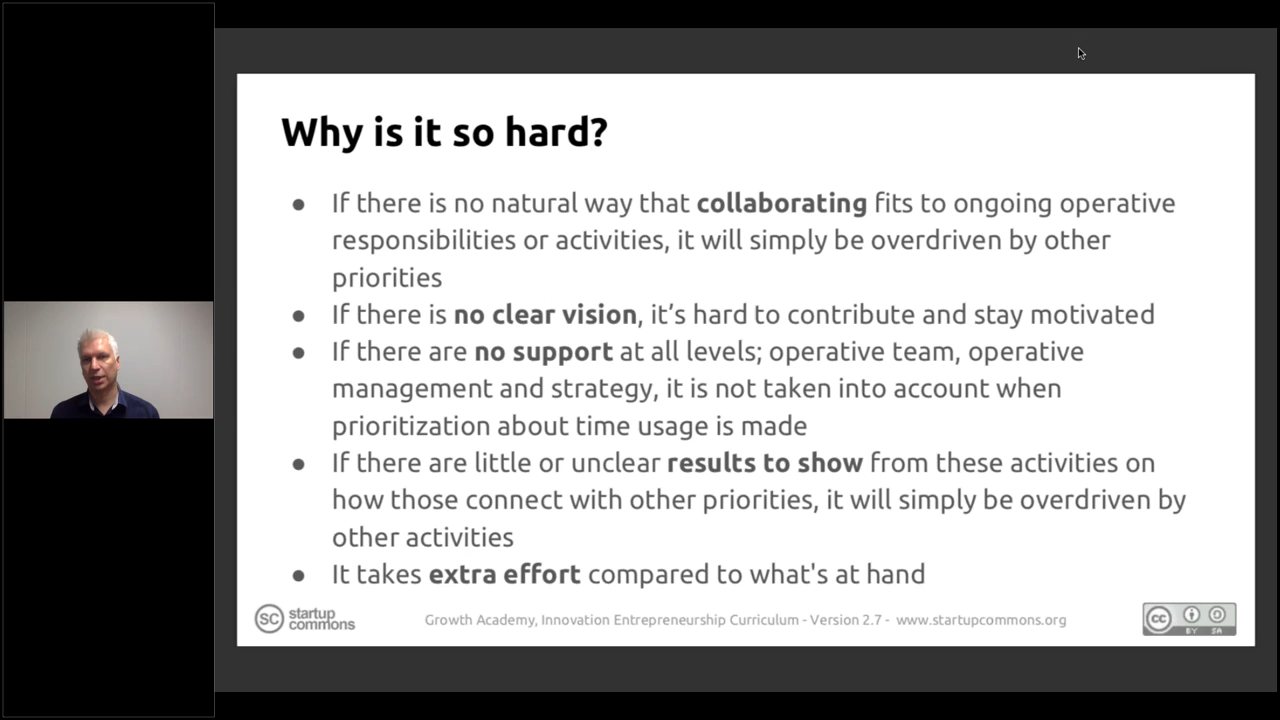 Why is it so hard?
● If there is no natural way that collaborating fits to ongoing operative
responsibilities or activities, it will simply be overdriven by other
priorities
● If there is no clear vision, it’s hard to contribute and stay motivated
● If there are no support at all levels; operative team, operative
management and strategy, it is not taken into account when
prioritization about time usage is made
● If there are little or unclear results to show from these activities on
how those connect with other priorities, it will simply be overdriven by
other activities
● It takes extra effort compared to what's at hand
SC startup
commons
Growth Academy, Innovation Entrepreneurship Curriculum - Version 2.7 - www.startupcommons.org
cc
BY SA